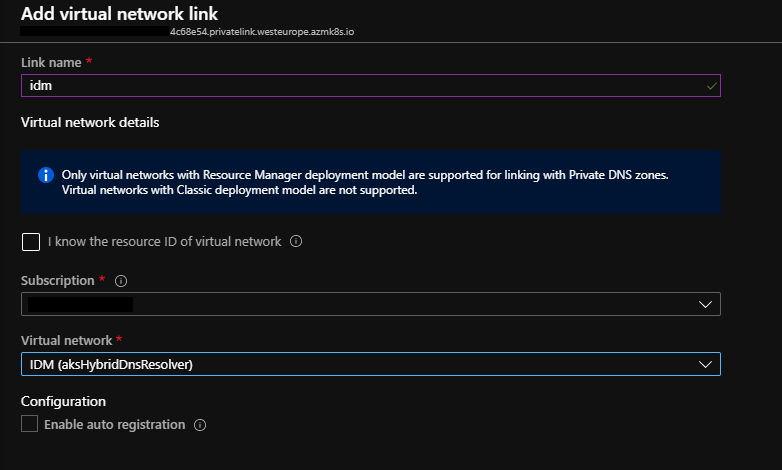 Add virtual network link
4c68e54.privatelink.westeurope.azmk8s.io
Link name *
idm
Virtual network details
Only virtual networks with Resource Manager deployment model are supported for linking with Private DNS zones.
Virtual networks with Classic deployment model are not supported.
I know the resource ID of virtual network
Subscription *
Virtual network *
IDM (aksHybridDnsResolver)
Configuration
Enable auto registration